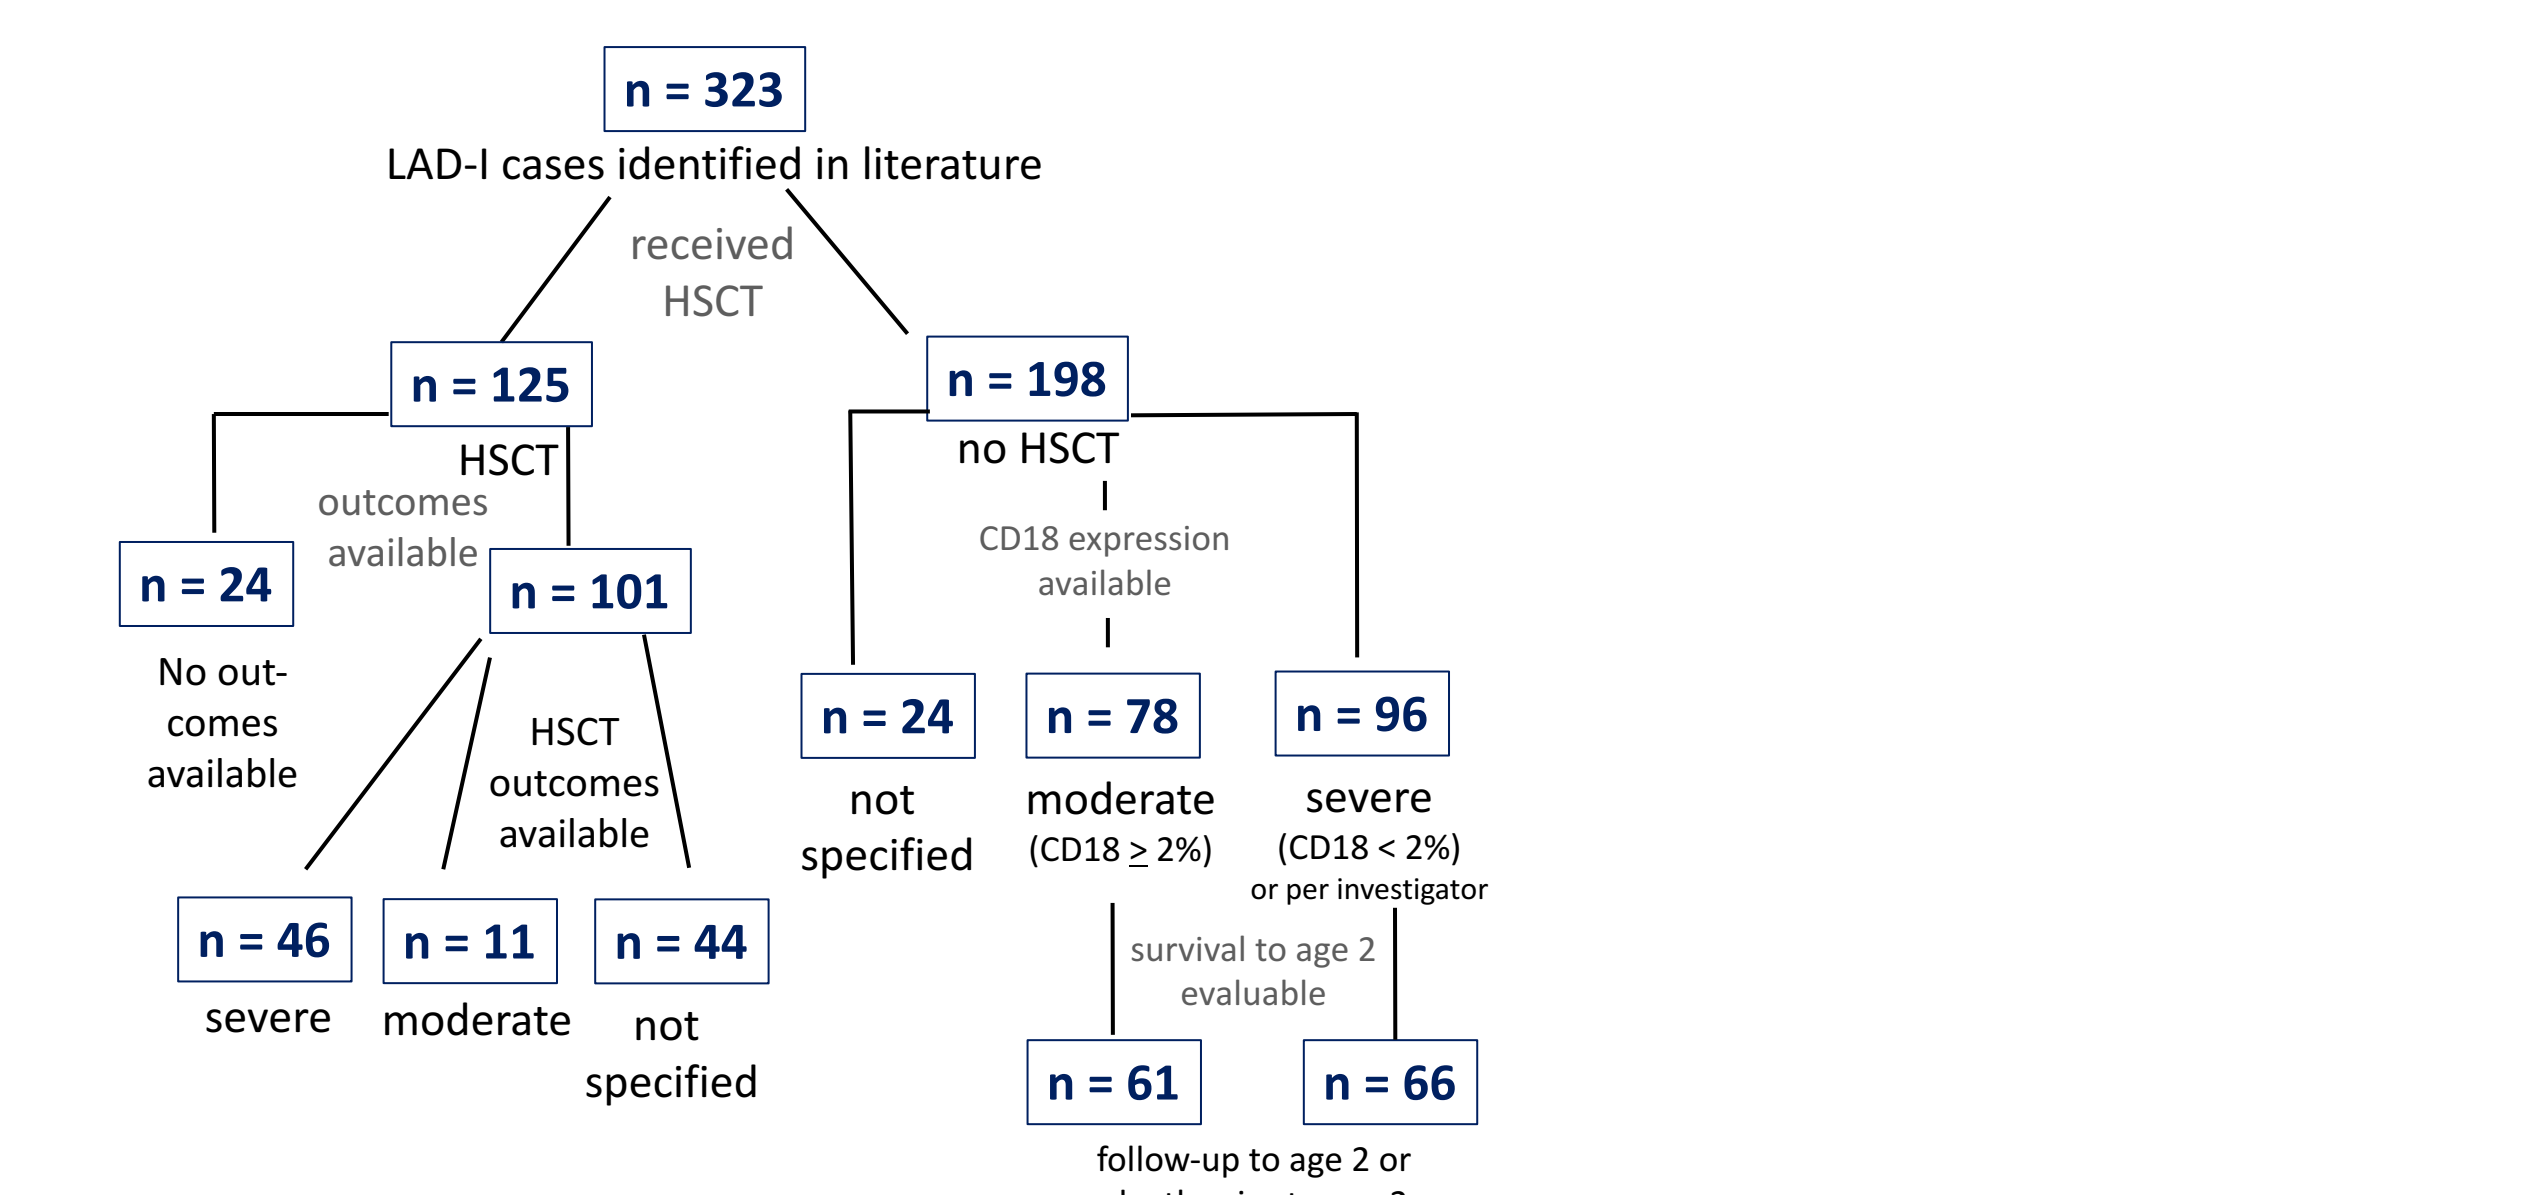 n = 323
LAD-I cases identified in literature
received
HSCT
n = 125
n = 198
HSCT
no HSCT
outcomes
available
CD18 expression
available
n = 24
n = 101
No out-
comes
available
HSCT
outcomes
available
n = 24
n = 78
n = 96
not
specified
moderate
(CD18 ≥ 2%)
severe
(CD18 < 2%)
or per investigator
n = 46
n = 11
n = 44
severe
moderate
not
specified
survival to age 2
evaluable
n = 61
n = 66
follow-up to age 2 or